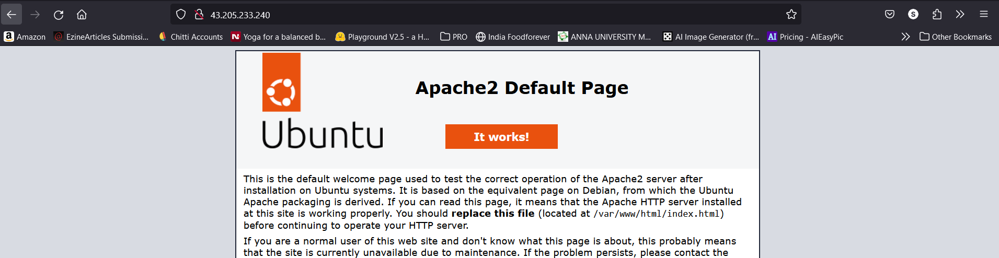 43.205.233.240
Amazon EzineArticles Submissi... Chitti Accounts Yoga for a balanced b... Playground V2.5 - a H... PRO India Foodforever ANNA UNIVERSITY M... AI Image Generator (fr... AI Pricing - AIEasyPic Other Bookmarks
Apache2 Default Page
Ubuntu
It works!
This is the default welcome page used to test the correct operation of the Apache2 server after
installation on Ubuntu systems. It is based on the equivalent page on Debian, from which the Ubuntu
Apache packaging is derived. If you can read this page, it means that the Apache HTTP server installed
at this site is working properly. You should replace this file (located at /var/www/html/index.html)
before continuing to operate your HTTP server.
If you are a normal user of this web site and don't know what this page is about, this probably means
that the site is currently unavailable due to maintenance. If the problem persists, please contact the